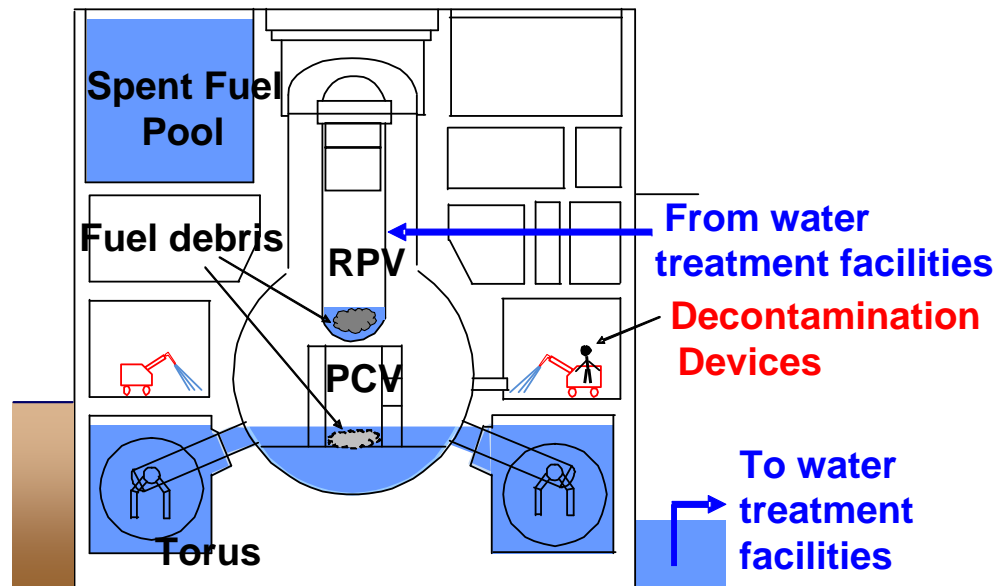 Spent Fuel
Pool
Fuel debris
RPV
From water
treatment facilities
Decontamination
Devices
PCV
To water
treatment
facilities
Torus